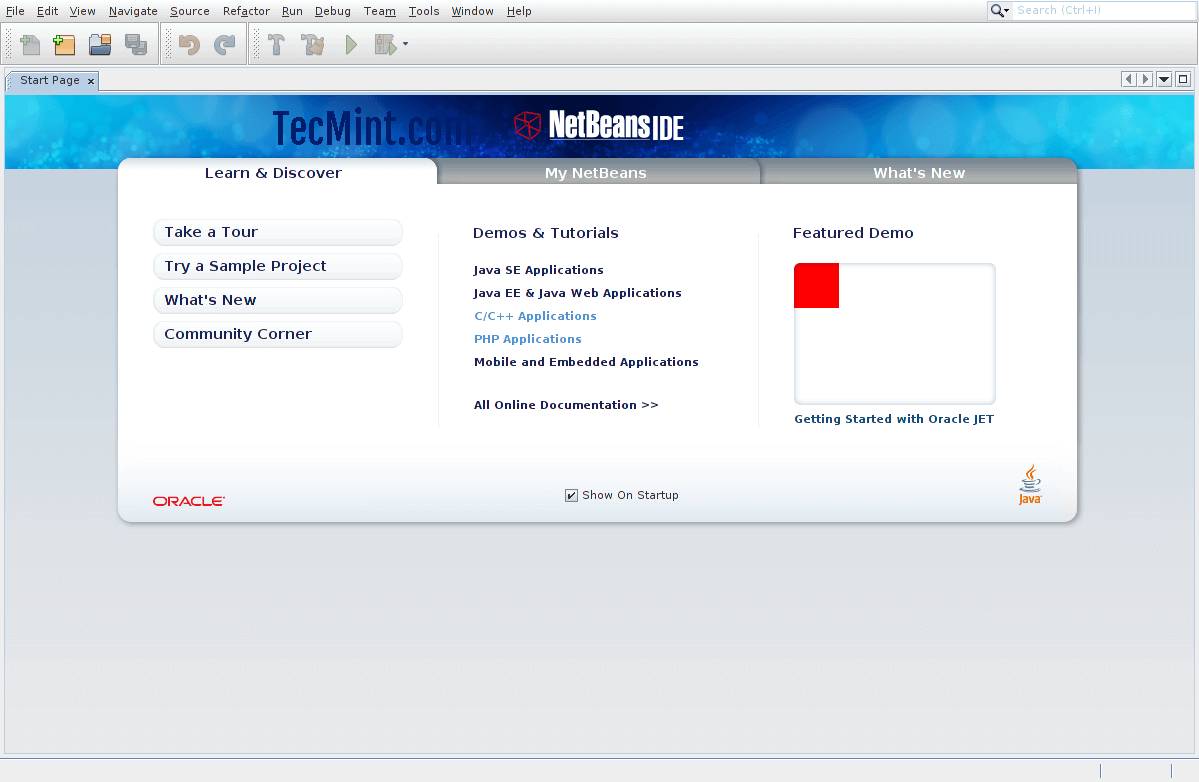 File Edit View Navigate Source Refactor Run Debug Team Tools Window Help
Search (Ctrl+I)
Start Page
TecMint.com
NetBeans IDE
Learn & Discover
My NetBeans
What's New
Take a Tour
Try a Sample Project
What's New
Community Corner
Demos & Tutorials
Java SE Applications
Java EE & Java Web Applications
C/C++ Applications
PHP Applications
Mobile and Embedded Applications
All Online Documentation >>
Featured Demo
Getting Started with Oracle JET
ORACLE
Show On Startup
Java